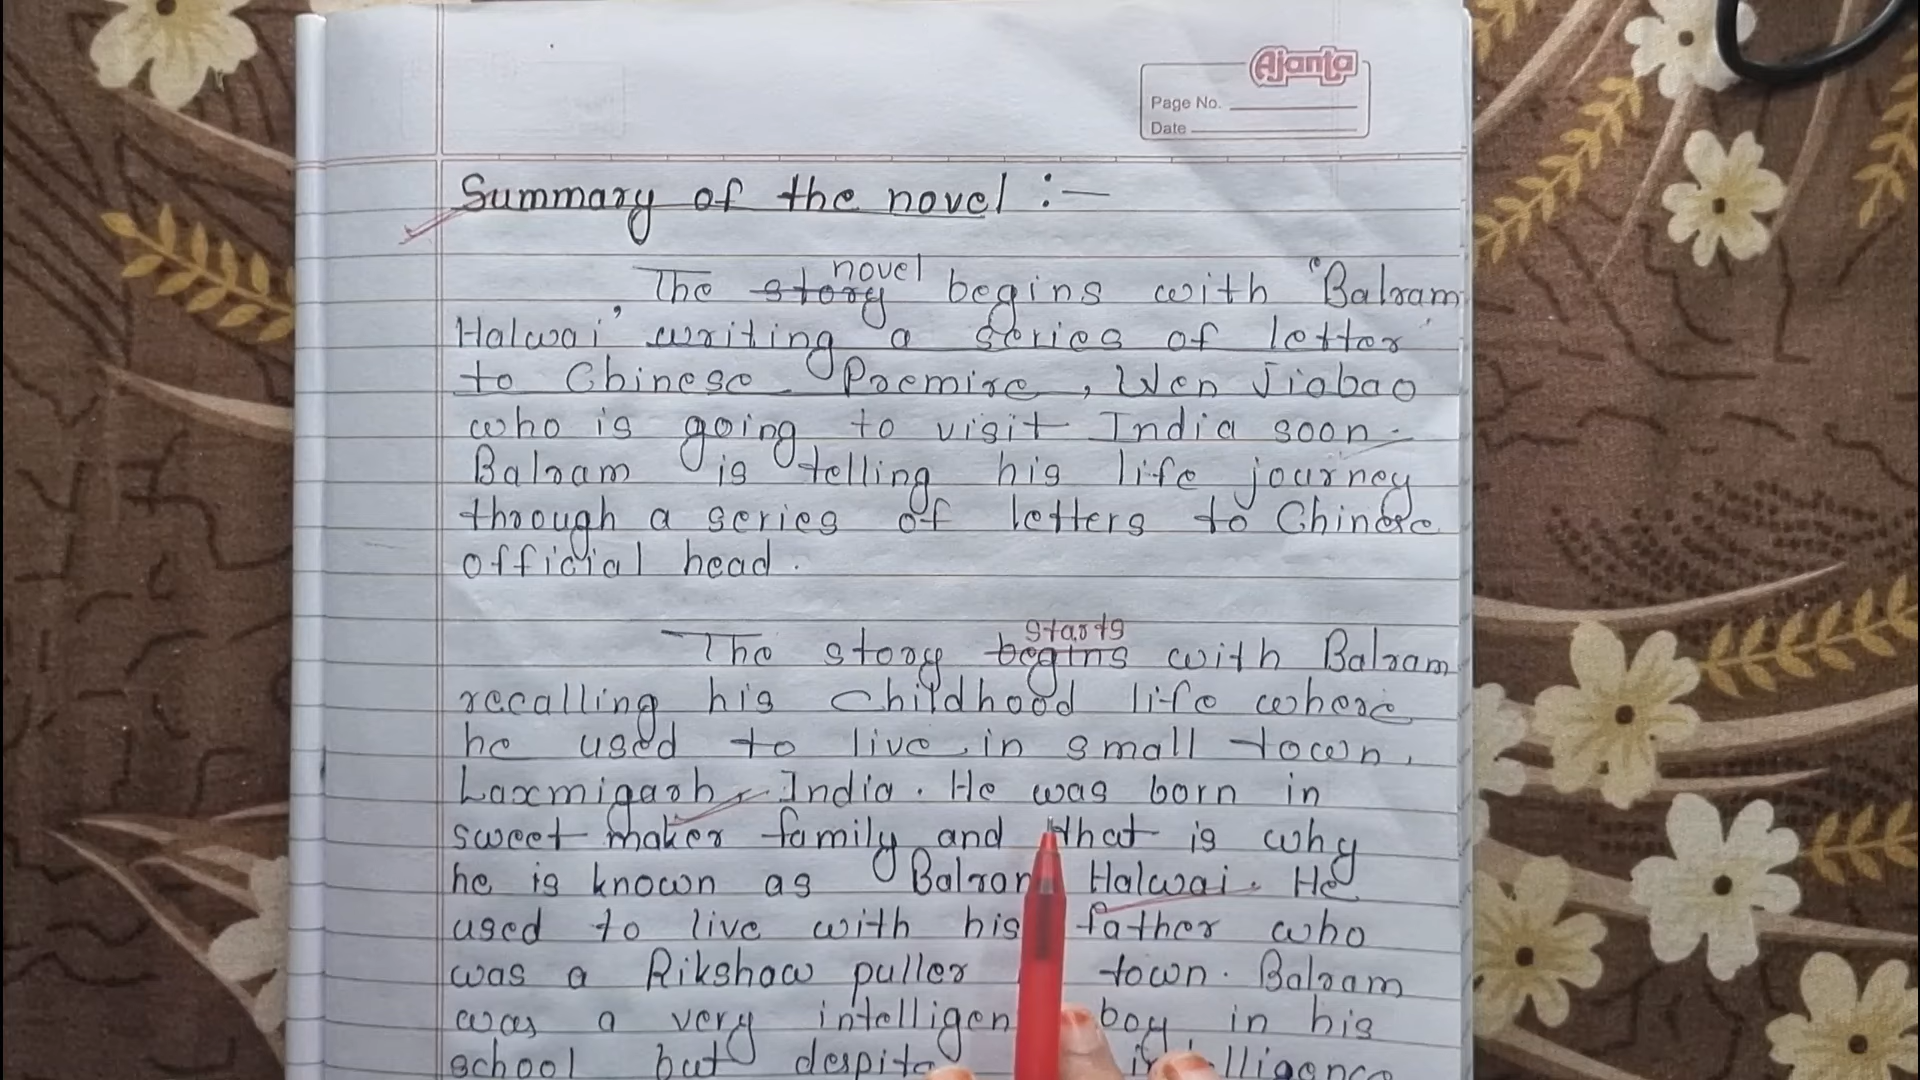 Ajanta
Page No.
Date
Summary of the novel :-
novel
The story begins with "Balram
Halwai' writing a series of letter
to Chinese Premire, Wen Jiabao
who is going to visit India soon.
Balram is telling his life journey
through a series of letters to Chinese
official head.
starts
The story begins with Balram
recalling his childhood life where
he used to live in small town,
Laxmigarh, India. He was born in
sweet maker family and that is why
he is known as Balram Halwai. He
used to live with his father who
was a Rikshaw puller town. Balram
was a very intelligent boy in his
school but despite intelligence